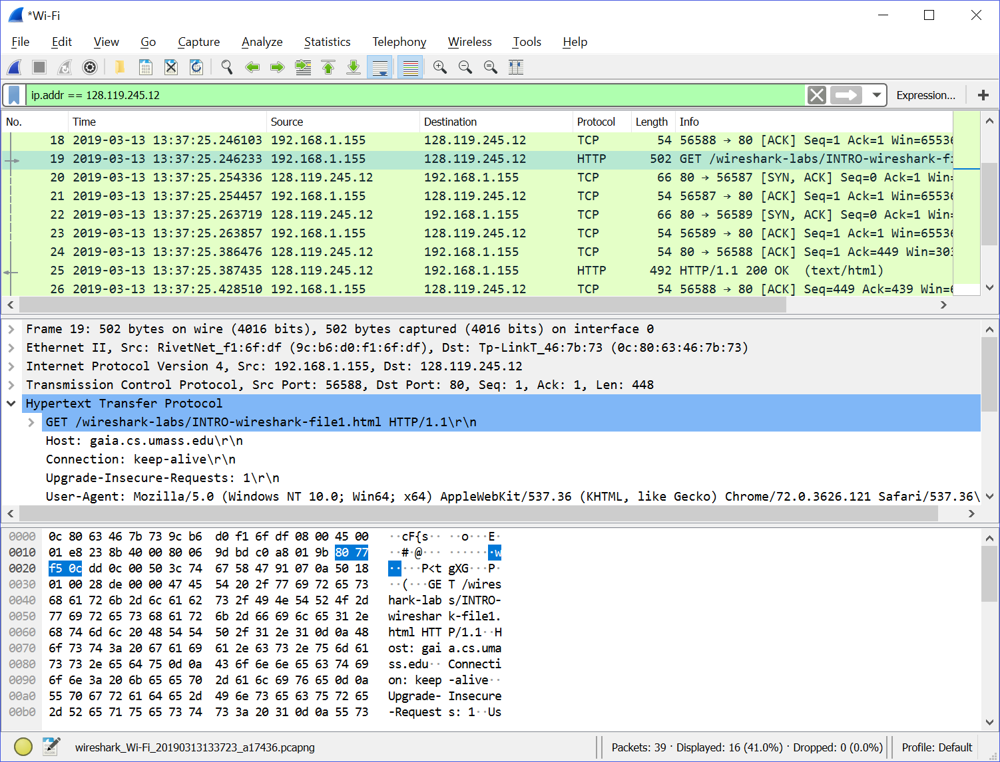 *Wi-Fi
File Edit View Go Capture Analyze Statistics Telephony Wireless Tools Help
ip.addr == 128.119.245.12 Expression... +
No. Time Source Destination Protocol Length Info
18 2019-03-13 13:37:25.246103 192.168.1.155 128.119.245.12 TCP 54 56588 → 80 [ACK] Seq=1 Ack=1 Win=65536
19 2019-03-13 13:37:25.246233 192.168.1.155 128.119.245.12 HTTP 502 GET /wireshark-labs/INTRO-wireshark-fi
20 2019-03-13 13:37:25.254336 128.119.245.12 192.168.1.155 TCP 66 80 → 56587 [SYN, ACK] Seq=0 Ack=1 Win=
21 2019-03-13 13:37:25.254457 192.168.1.155 128.119.245.12 TCP 54 56587 → 80 [ACK] Seq=1 Ack=1 Win=65536
22 2019-03-13 13:37:25.263719 128.119.245.12 192.168.1.155 TCP 66 80 → 56589 [SYN, ACK] Seq=0 Ack=1 Win=
23 2019-03-13 13:37:25.263857 192.168.1.155 128.119.245.12 TCP 54 56589 → 80 [ACK] Seq=1 Ack=1 Win=65536
24 2019-03-13 13:37:25.386476 128.119.245.12 192.168.1.155 TCP 54 80 → 56588 [ACK] Seq=1 Ack=449 Win=303
25 2019-03-13 13:37:25.387435 128.119.245.12 192.168.1.155 HTTP 492 HTTP/1.1 200 OK (text/html)
26 2019-03-13 13:37:25.428510 192.168.1.155 128.119.245.12 TCP 54 56588 → 80 [ACK] Seq=449 Ack=439 Win=6
Frame 19: 502 bytes on wire (4016 bits), 502 bytes captured (4016 bits) on interface 0
Ethernet II, Src: RivetNet_f1:6f:df (9c:b6:d0:f1:6f:df), Dst: Tp-LinkT_46:7b:73 (0c:80:63:46:7b:73)
Internet Protocol Version 4, Src: 192.168.1.155, Dst: 128.119.245.12
Transmission Control Protocol, Src Port: 56588, Dst Port: 80, Seq: 1, Ack: 1, Len: 448
Hypertext Transfer Protocol
GET /wireshark-labs/INTRO-wireshark-file1.html HTTP/1.1\r\n
Host: gaia.cs.umass.edu\r\n
Connection: keep-alive\r\n
Upgrade-Insecure-Requests: 1\r\n
User-Agent: Mozilla/5.0 (Windows NT 10.0; Win64; x64) AppleWebKit/537.36 (KHTML, like Gecko) Chrome/72.0.3626.121 Safari/537.36\
0000 0c 80 63 46 7b 73 9c b6 d0 f1 6f df 08 00 45 00 ··cF{s·· ··o···E·
0010 01 e8 23 8b 40 00 80 06 9d bd c0 a8 01 9b 80 77 ··#·@··· ·······w
0020 f5 0c dd 0c 00 50 3c 74 67 58 47 91 07 0a 50 18 ·····P<t gXG···P·
0030 01 00 28 de 00 00 47 45 54 20 2f 77 69 72 65 73 ··(···GE T /wires
0040 68 61 72 6b 2d 6c 61 62 73 2f 49 4e 54 52 4f 2d hark-lab s/INTRO-
0050 77 69 72 65 73 68 61 72 6b 2d 66 69 6c 65 31 2e wireshar k-file1.
0060 68 74 6d 6c 20 48 54 54 50 2f 31 2e 31 0d 0a 48 html HTT P/1.1··H
0070 6f 73 74 3a 20 67 61 69 61 2e 63 73 2e 75 6d 61 ost: gai a.cs.uma
0080 73 73 2e 65 64 75 0d 0a 43 6f 6e 6e 65 63 74 69 ss.edu·· Connecti
0090 6f 6e 3a 20 6b 65 65 70 2d 61 6c 69 76 65 0d 0a on: keep -alive··
00a0 55 70 67 72 61 64 65 2d 49 6e 73 65 63 75 72 65 Upgrade- Insecure
00b0 2d 52 65 71 75 65 73 74 73 3a 20 31 0d 0a 55 73 -Request s: 1··Us
wireshark_Wi-Fi_20190313133723_a17436.pcapng Packets: 39 · Displayed: 16 (41.0%) · Dropped: 0 (0.0%) Profile: Default